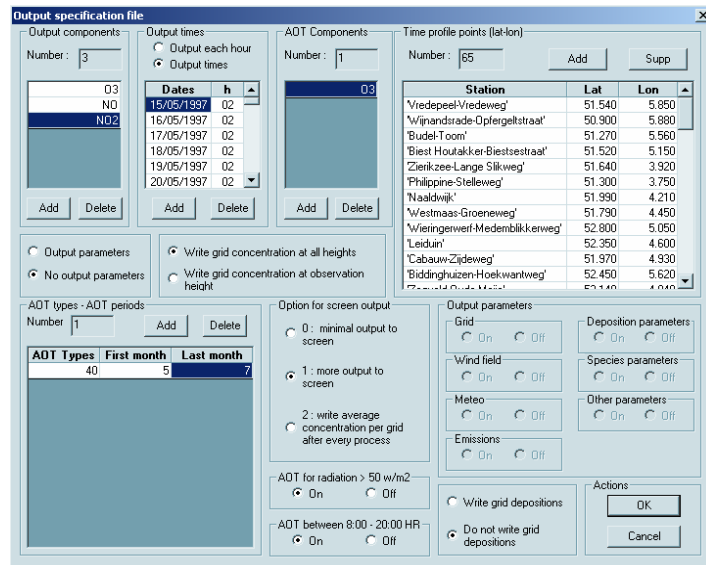 Output specification file
Output components
Number : 3
O3
NO
NO2
Add Delete
Output times
Output each hour
Output times
Dates h
15/05/1997 02
16/05/1997 02
17/05/1997 02
18/05/1997 02
19/05/1997 02
20/05/1997 02
Add Delete
AOT Components
Number : 1
O3
Add Delete
Time profile points (lat-lon)
Number : 65 Add Supp
Station Lat Lon
'Vredepeel-Vredeweg' 51.540 5.850
'Wijnandsrade-Opfergeltstraat' 50.900 5.880
'Budel-Toom' 51.270 5.560
'Biest Houtakker-Biestsestraat' 51.520 5.150
'Zierikzee-Lange Slikweg' 51.640 3.920
'Philippine-Stelleweg' 51.300 3.750
'Naaldwijk' 51.990 4.210
'Westmaas-Groeneweg' 51.790 4.450
'Wieringerwerf-Medemblikkerweg' 52.800 5.050
'Leiduin' 52.350 4.600
'Cabauw-Zijdeweg' 51.970 4.930
'Biddinghuizen-Hoekwantweg' 52.450 5.620
Output parameters
No output parameters
Write grid concentration at all heights
Write grid concentration at observation
height
AOT types - AOT periods
Number 1 Add Delete
AOT Types First month Last month
40 5 7
Option for screen output
0 : minimal output to
screen
1 : more output to
screen
2 : write average
concentration per grid
after every process
AOT for radiation > 50 w/m2
On Off
AOT between 8:00 - 20:00 HR
On Off
Output parameters
Grid
On Off
Deposition parameters
On Off
Wind field
On Off
Species parameters
On Off
Meteo
On Off
Other parameters
On Off
Emissions
On Off
Write grid depositions
Do not write grid
depositions
Actions
OK
Cancel